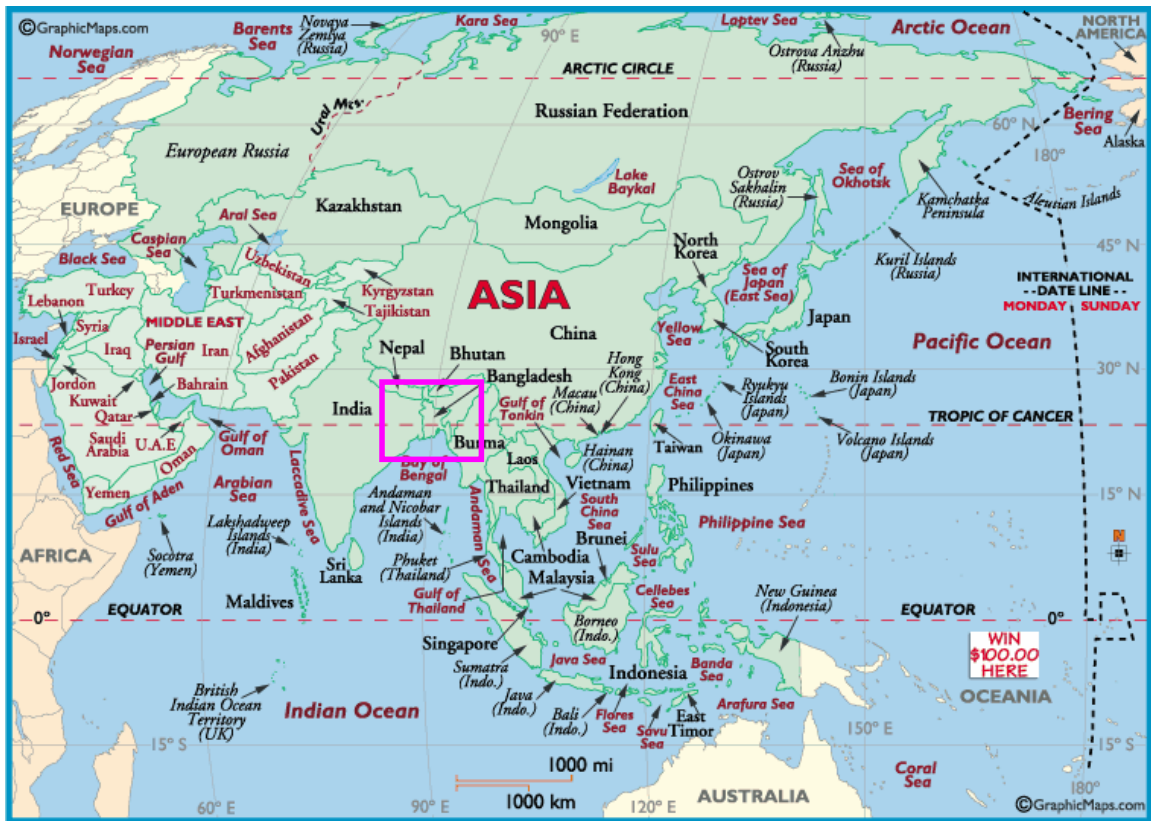 ©GraphicMaps.com
Norwegian
Sea
Barents
Sea
Novaya
Zemlya
(Russia)
Kara Sea
90° E
Laptev Sea
Ostrova Anzhu
(Russia)
Arctic Ocean
NORTH
AMERICA
ARCTIC CIRCLE
Ural Mts.
Russian Federation
60° N
Bering
Sea
Alaska
180°
European Russia
Lake
Baykal
Ostrov
Sakhalin
(Russia)
Sea of
Okhotsk
Kamchatka
Peninsula
Aleutian Islands
EUROPE
Kazakhstan
Mongolia
Aral Sea
Caspian
Sea
Black Sea
Uzbekistan
North
Korea
Kuril Islands
(Russia)
45° N
Turkey
Turkmenistan
Kyrgyzstan
Tajikistan
ASIA
Sea of
Japan
(East Sea)
INTERNATIONAL
-- DATE LINE --
MONDAY
SUNDAY
Lebanon
Syria
MIDDLE EAST
Afghanistan
China
Yellow
Sea
Japan
Israel
Iraq
Persian
Gulf
Iran
Pakistan
Nepal
Bhutan
South
Korea
Pacific Ocean
Jordon
Kuwait
Qatar
Bahrain
Bangladesh
Hong
Kong
(China)
Macau
(China)
East
China
Sea
Ryukyu
Islands
(Japan)
Bonin Islands
(Japan)
30° N
India
Gulf of
Tonkin
TROPIC OF CANCER
Red Sea
Saudi
Arabia
U.A.E
Oman
Gulf of
Oman
Burma
Laos
Hainan
(China)
Taiwan
Okinawa
(Japan)
Volcano Islands
(Japan)
Yemen
Gulf of Aden
Arabian
Sea
Laccadive Sea
Bay of
Bengal
Thailand
Vietnam
South
China
Sea
Philippines
15° N
Andaman
and Nicobar
Islands
(India)
Andaman Sea
Philippine Sea
AFRICA
Socotra
(Yemen)
Lakshadweep
Islands
(India)
Sri
Lanka
Phuket
(Thailand)
Cambodia
Brunei
Sulu
Sea
N
Maldives
Gulf of
Thailand
Malaysia
Cellebes
Sea
New Guinea
(Indonesia)
0°
EQUATOR
Borneo
(Indo.)
EQUATOR
0°
Singapore
Sumatra
(Indo.)
Java Sea
Indonesia
Banda
Sea
WIN
$100.00
HERE
OCEANIA
British
Indian Ocean
Territory
(UK)
Indian Ocean
Java
(Indo.)
Bali
(Indo.)
Flores
Sea
Savu
Sea
East
Timor
Arafura Sea
15° S
150° E
15° S
1000 mi
1000 km
Coral
Sea
AUSTRALIA
60° E
90° E
120° E
180°
©GraphicMaps.com